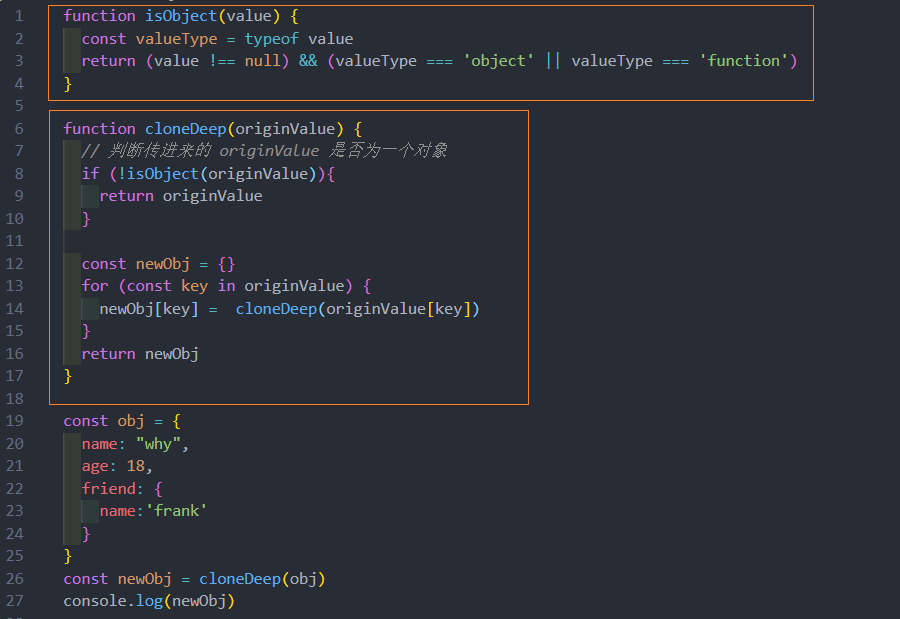 1 function isObject(value) {
2 const valueType = typeof value
3 return (value !== null) && (valueType === 'object' || valueType === 'function')
4 }
5
6 function cloneDeep(originValue) {
7 // 判断传进来的 originValue 是否为一个对象
8 if (!isObject(originValue)){
9 return originValue
10 }
11
12 const newObj = {}
13 for (const key in originValue) {
14 newObj[key] =  cloneDeep(originValue[key])
15 }
16 return newObj
17 }
18
19 const obj = {
20 name: "why",
21 age: 18,
22 friend: {
23 name:'frank'
24 }
25 }
26 const newObj = cloneDeep(obj)
27 console.log(newObj)